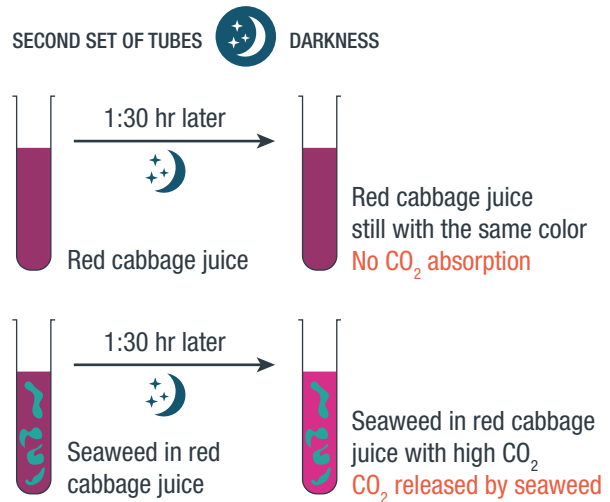 SECOND SET OF TUBES DARKNESS
1:30 hr later
Red cabbage juice
Red cabbage juice
still with the same color
No CO₂ absorption
1:30 hr later
Seaweed in red
cabbage juice
Seaweed in red cabbage
juice with high CO₂
CO₂ released by seaweed